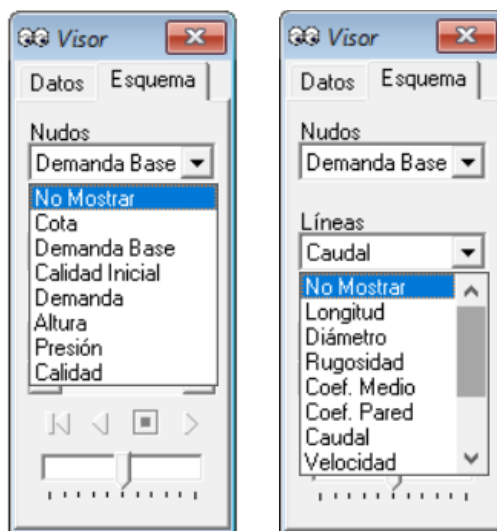 Visor
Datos
Esquema
Nudos
Demanda Base
No Mostrar
Cota
Demanda Base
Calidad Inicial
Demanda
Altura
Presión
Calidad
Visor
Datos
Esquema
Nudos
Demanda Base
Líneas
Caudal
No Mostrar
Longitud
Diámetro
Rugosidad
Coef. Medio
Coef. Pared
Caudal
Velocidad